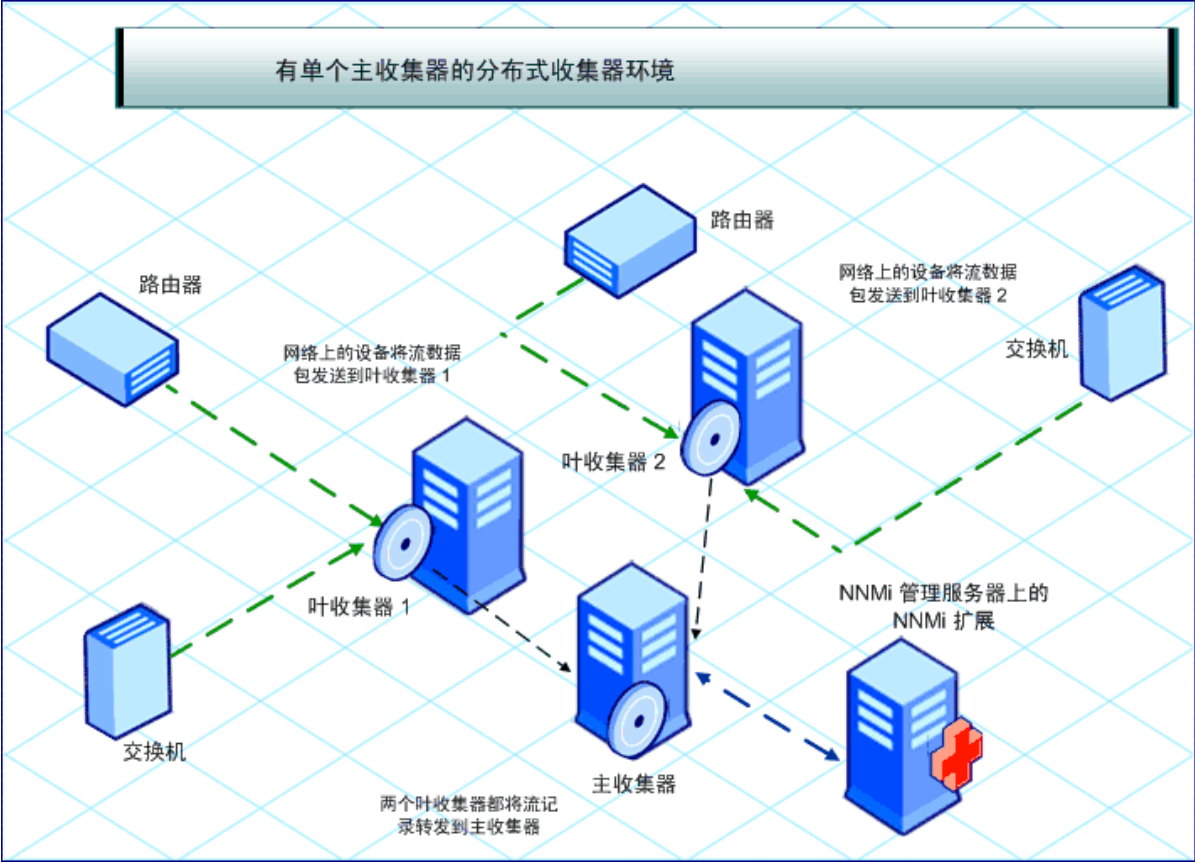 有单个主收集器的分布式收集器环境
路由器
路由器
网络上的设备将流数据
包发送到叶收集器 2
交换机
网络上的设备将流数据
包发送到叶收集器 1
叶收集器 2
叶收集器 1
NNMi 管理服务器上的
NNMi 扩展
交换机
主收集器
两个叶收集器都将流记
录转发到主收集器